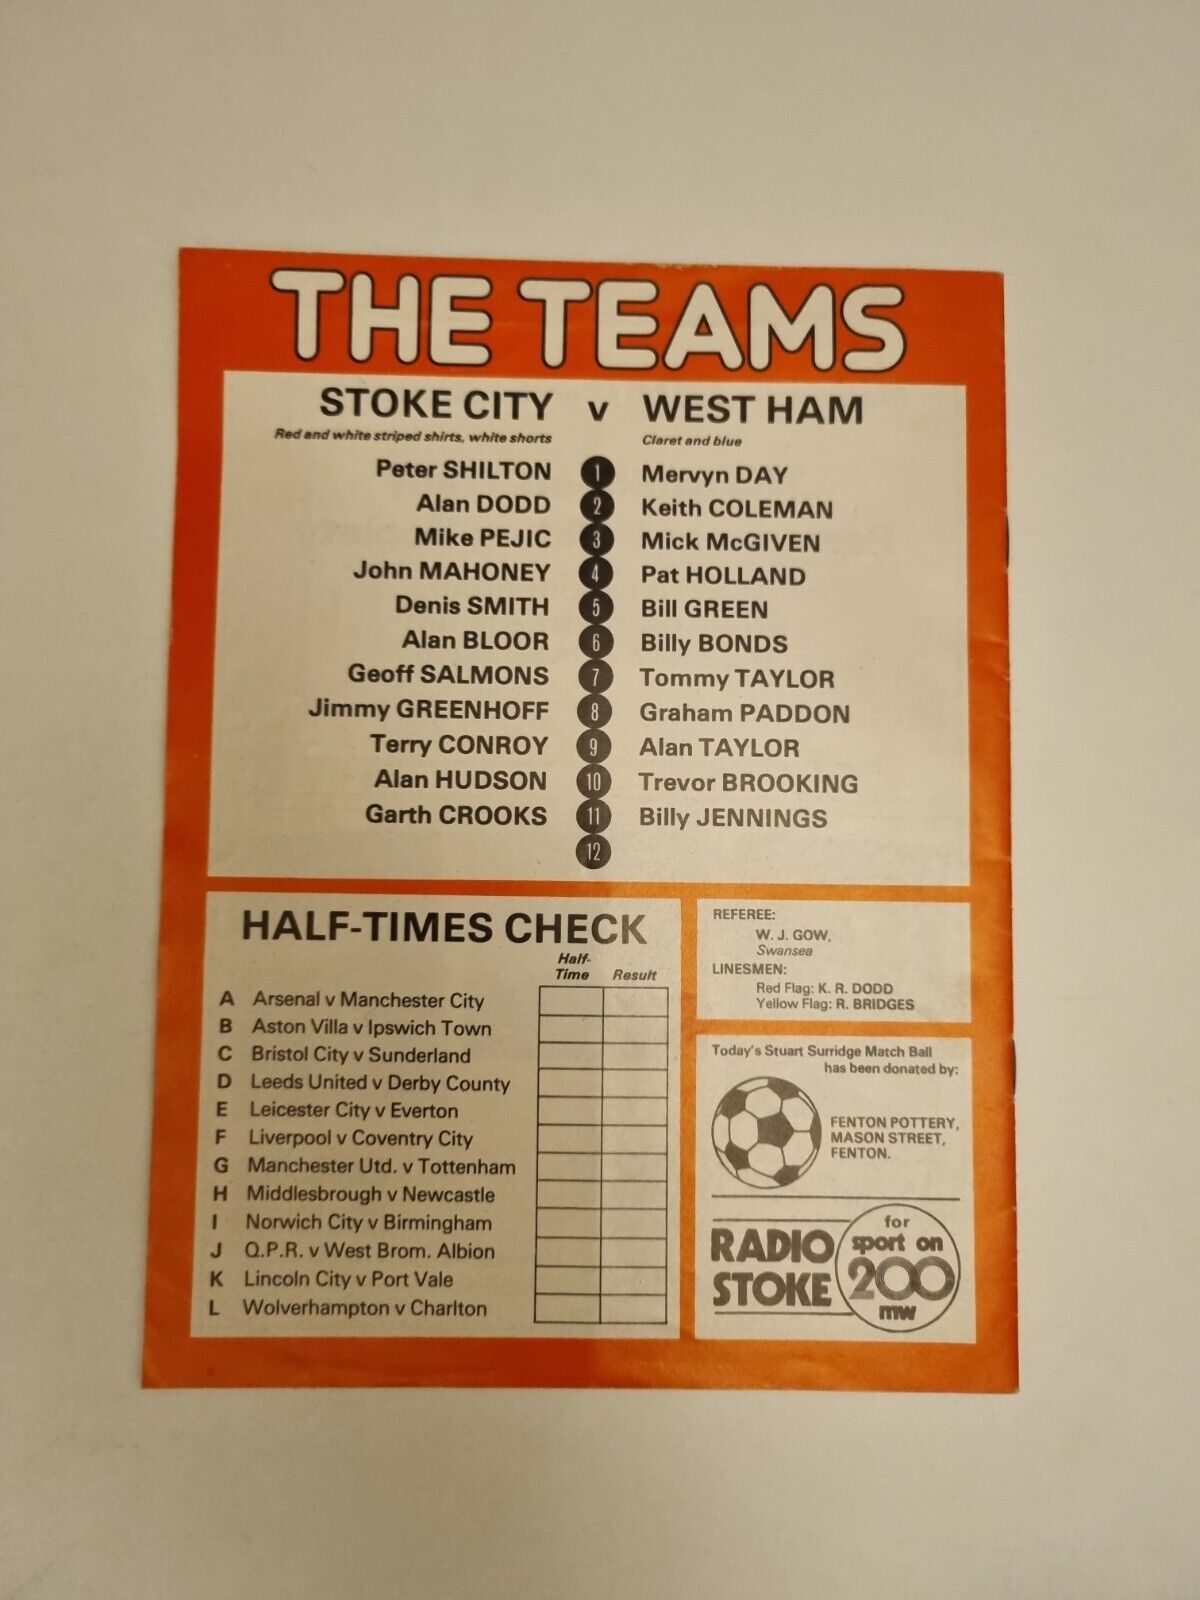 THE TEAMS
STOKE CITY v WEST HAM
Red and white striped shirts, white shorts Claret and blue
Peter SHILTON 1 Mervyn DAY
Alan DODD 2 Keith COLEMAN
Mike PEJIC 3 Mick McGIVEN
John MAHONEY 4 Pat HOLLAND
Denis SMITH 5 Bill GREEN
Alan BLOOR 6 Billy BONDS
Geoff SALMONS 7 Tommy TAYLOR
Jimmy GREENHOFF 8 Graham PADDON
Terry CONROY 9 Alan TAYLOR
Alan HUDSON 10 Trevor BROOKING
Garth CROOKS 11 Billy JENNINGS
12
HALF-TIMES CHECK
Half-
Time Result
A Arsenal v Manchester City
B Aston Villa v Ipswich Town
C Bristol City v Sunderland
D Leeds United v Derby County
E Leicester City v Everton
F Liverpool v Coventry City
G Manchester Utd. v Tottenham
H Middlesbrough v Newcastle
I Norwich City v Birmingham
J Q.P.R. v West Brom. Albion
K Lincoln City v Port Vale
L Wolverhampton v Charlton
REFEREE:
W. J. GOW,
Swansea
LINESMEN:
Red Flag: K. R. DODD
Yellow Flag: R. BRIDGES
Today's Stuart Surridge Match Ball
has been donated by:
FENTON POTTERY,
MASON STREET,
FENTON.
RADIO
STOKE
for
sport on
200
mw